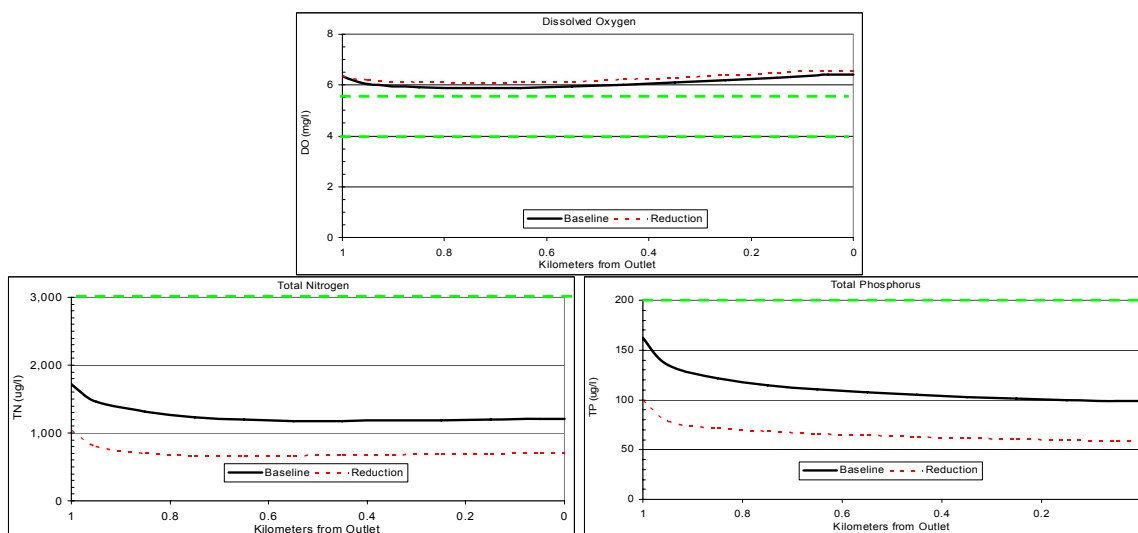 Dissolved Oxygen
8
6
4
2
0
DO (mg/l)
Baseline Reduction
1 0.8 0.6 0.4 0.2 0
Kilometers from Outlet
Total Nitrogen
3,000
2,000
1,000
0
TN (ug/l)
Baseline Reduction
1 0.8 0.6 0.4 0.2 0
Kilometers from Outlet
Total Phosphorus
200
150
100
50
0
TP (ug/l)
Baseline Reduction
1 0.8 0.6 0.4 0.2
Kilometers from Outlet